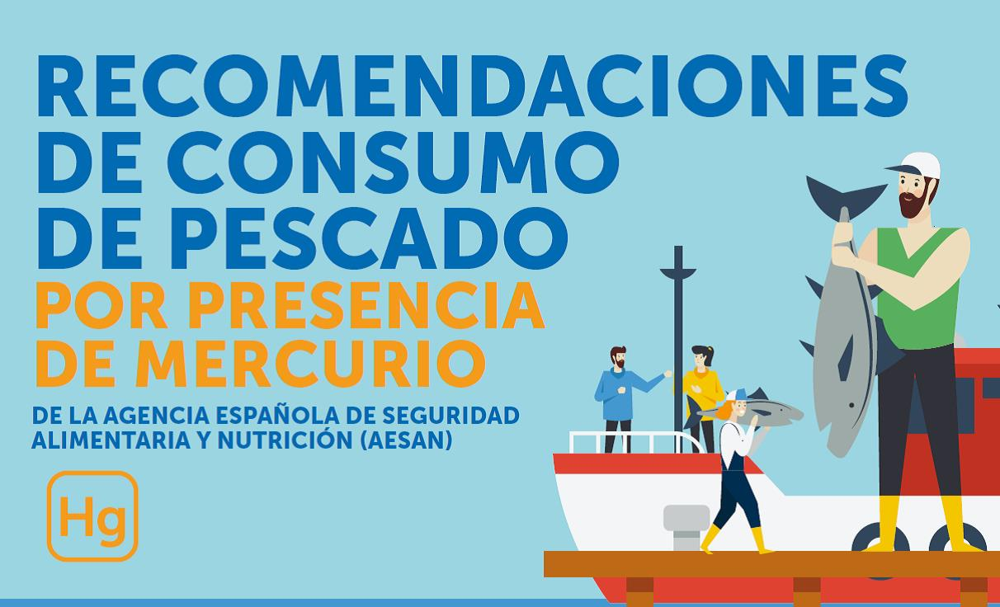 RECOMENDACIONES
DE CONSUMO
DE PESCADO
POR PRESENCIA
DE MERCURIO
DE LA AGENCIA ESPAÑOLA DE SEGURIDAD
ALIMENTARIA Y NUTRICIÓN (AESAN)
Hg